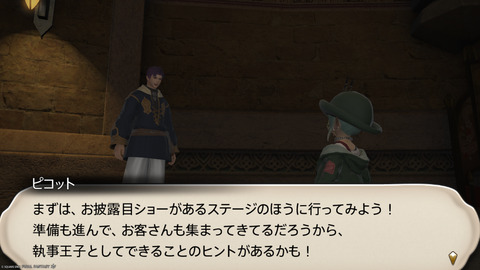 ピコット
まずは、お披露目ショーがあるステージのほうに行ってみよう！
準備も進んで、お客さんも集まってきてるだろうから、
執事王子としてできることのヒントがあるかも！